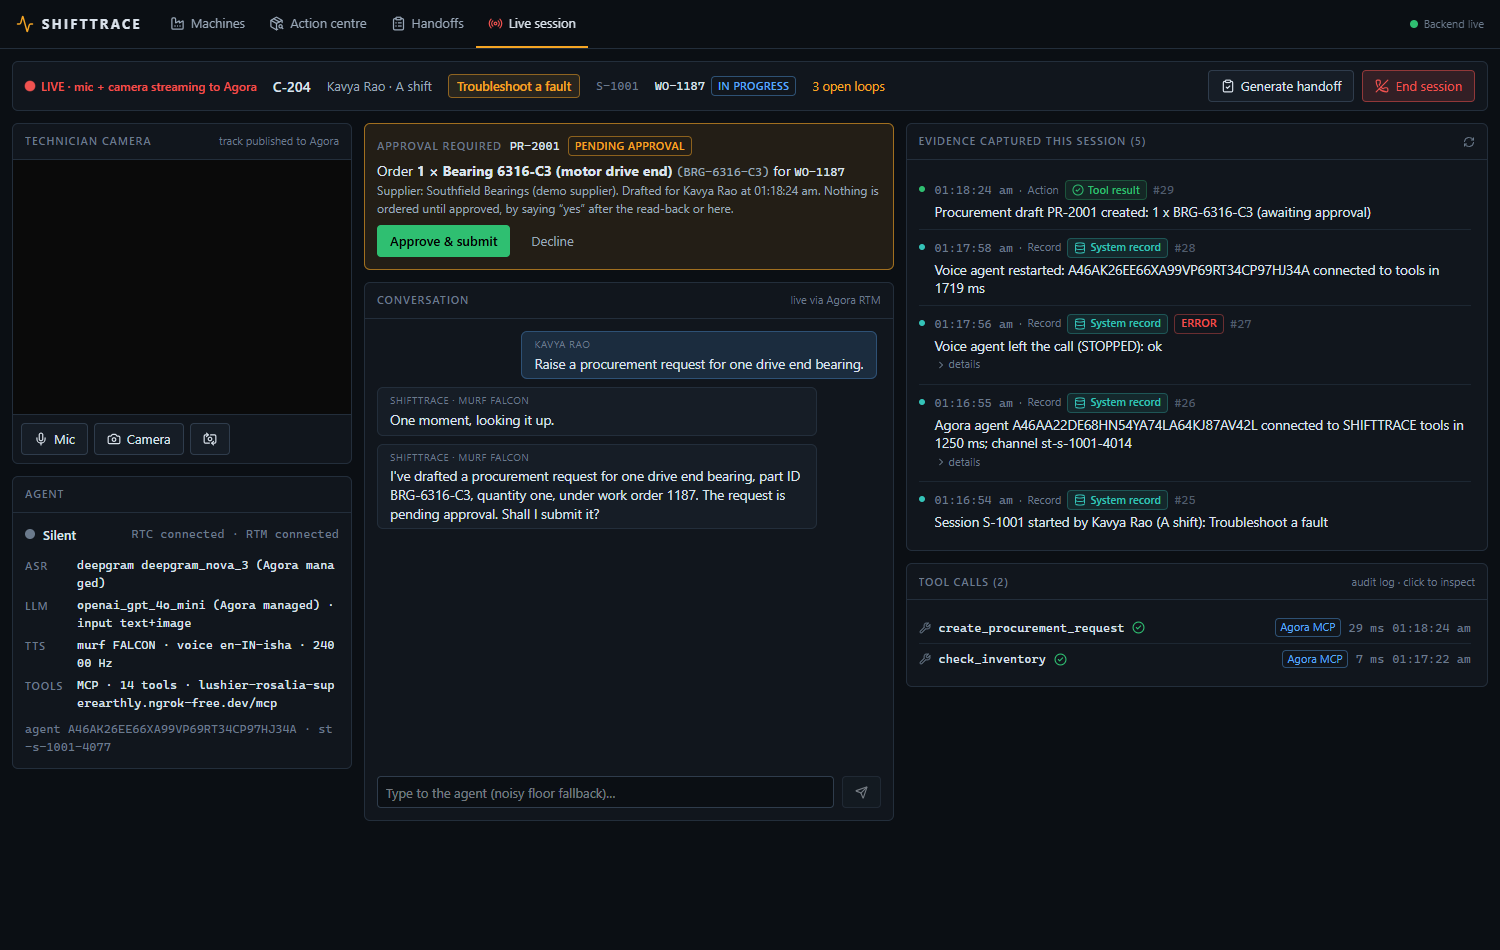 SHIFTTRACE
Machines
Action centre
Handoffs
Live session
Backend live
LIVE · mic + camera streaming to Agora
C-204
Kavya Rao · A shift
Troubleshoot a fault
S-1001
WO-1187
IN PROGRESS
3 open loops
Generate handoff
End session
TECHNICIAN CAMERA
track published to Agora
Mic
Camera
AGENT
Silent
RTC connected · RTM connected
ASR
deepgram deepgram_nova_3 (Agora mana
ged)
LLM
openai_gpt_4o_mini (Agora managed) ·
input text+image
TTS
murf FALCON · voice en-IN-isha · 240
00 Hz
TOOLS
MCP · 14 tools · lushier-rosalia-sup
erearthly.ngrok-free.dev/mcp
agent A46AK26EE66XA99VP69RT34CP97HJ34A · st
-s-1001-4077
APPROVAL REQUIRED PR-2001 PENDING APPROVAL
Order 1 × Bearing 6316-C3 (motor drive end) (BRG-6316-C3) for WO-1187
Supplier: Southfield Bearings (demo supplier). Drafted for Kavya Rao at 01:18:24 am. Nothing is
ordered until approved, by saying “yes” after the read-back or here.
Approve & submit
Decline
CONVERSATION
live via Agora RTM
KAVYA RAO
Raise a procurement request for one drive end bearing.
SHIFTTRACE · MURF FALCON
One moment, looking it up.
SHIFTTRACE · MURF FALCON
I've drafted a procurement request for one drive end bearing, part ID
BRG-6316-C3, quantity one, under work order 1187. The request is
pending approval. Shall I submit it?
Type to the agent (noisy floor fallback)...
EVIDENCE CAPTURED THIS SESSION (5)
01:18:24 am · Action Tool result #29
Procurement draft PR-2001 created: 1 x BRG-6316-C3 (awaiting approval)
01:17:58 am · Record System record #28
Voice agent restarted: A46AK26EE66XA99VP69RT34CP97HJ34A connected to tools in
1719 ms
01:17:56 am · Record System record ERROR #27
Voice agent left the call (STOPPED): ok
details
01:16:55 am · Record System record #26
Agora agent A46AA22DE68HN54YA74LA64KJ87AV42L connected to SHIFTTRACE tools in
1250 ms; channel st-s-1001-4014
details
01:16:54 am · Record System record #25
Session S-1001 started by Kavya Rao (A shift): Troubleshoot a fault
TOOL CALLS (2)
audit log · click to inspect
create_procurement_request
Agora MCP 29 ms 01:18:24 am
check_inventory
Agora MCP 7 ms 01:17:22 am